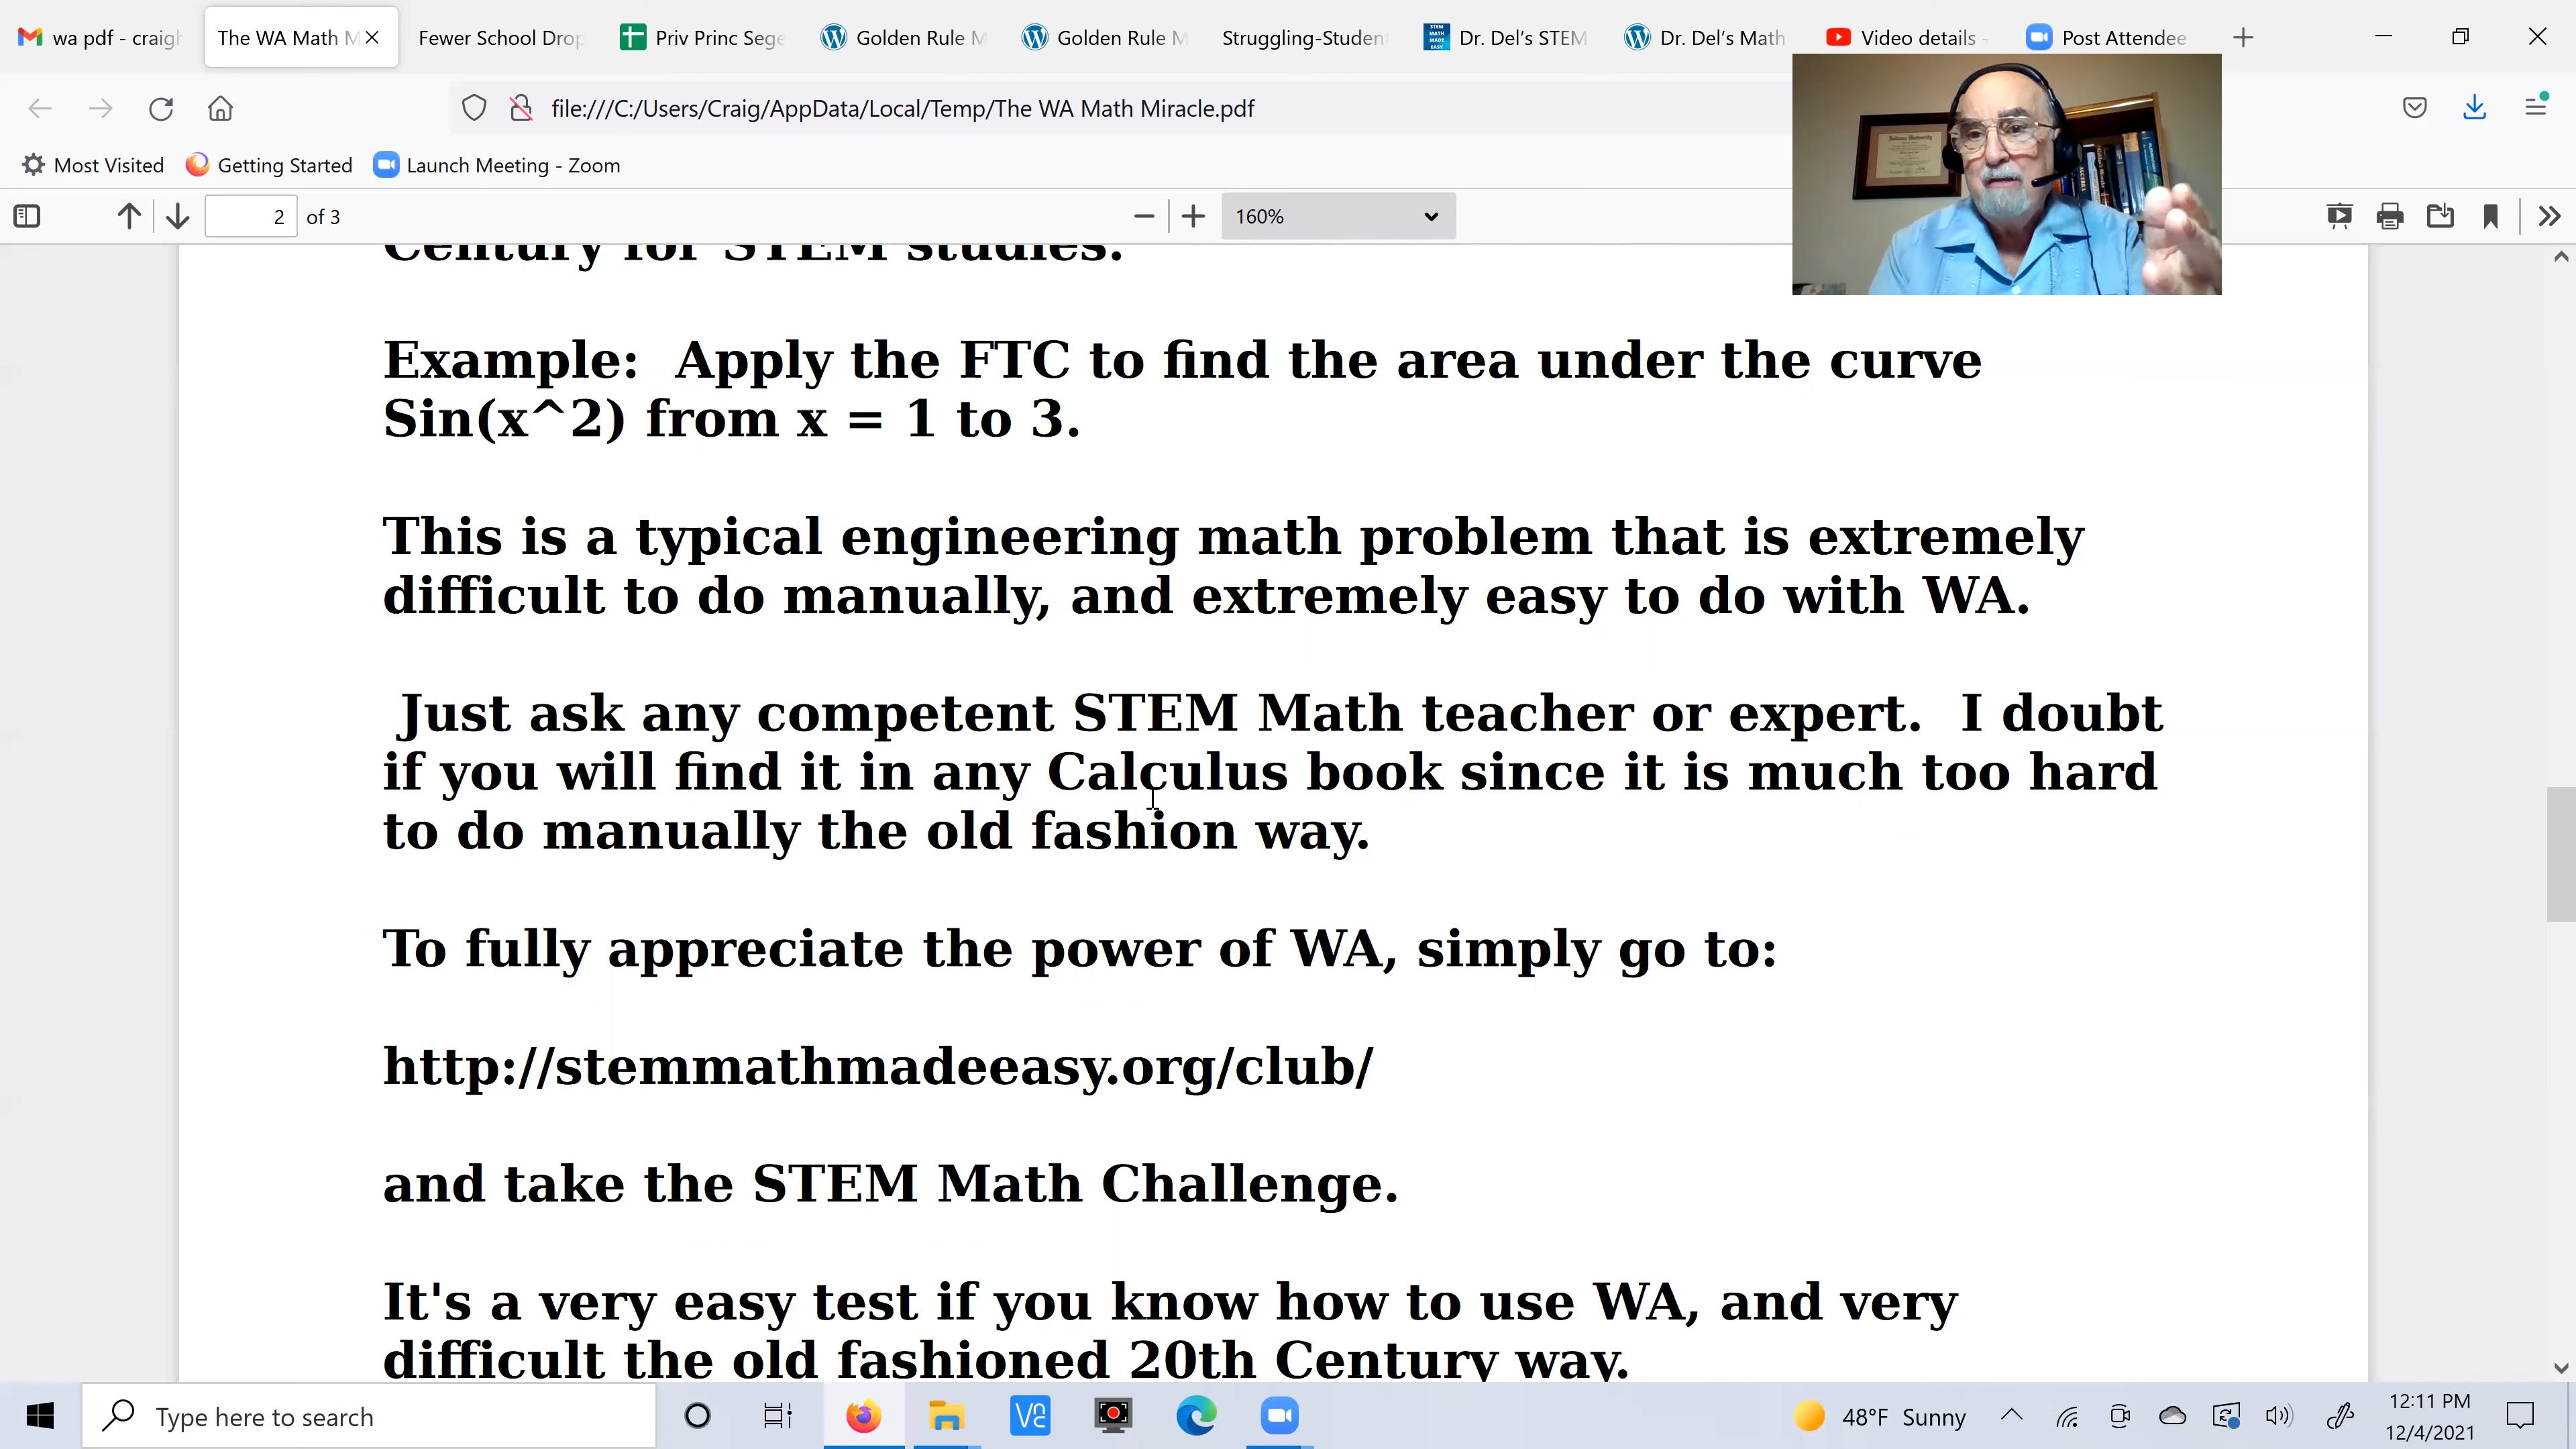 wa pdf - craigh
The WA Math M
Fewer School Drop
Priv Princ Sege
Golden Rule M
Golden Rule M
Struggling-Student
Dr. Del's STEM
Dr. Del's Math
Video details -
Post Attendee
file:///C:/Users/Craig/AppData/Local/Temp/The WA Math Miracle.pdf
Most Visited
Getting Started
Launch Meeting - Zoom
2 of 3
160%
Century for STEM studies.
Example: Apply the FTC to find the area under the curve
Sin(x^2) from x = 1 to 3.
This is a typical engineering math problem that is extremely
difficult to do manually, and extremely easy to do with WA.
Just ask any competent STEM Math teacher or expert. I doubt
if you will find it in any Calculus book since it is much too hard
to do manually the old fashion way.
To fully appreciate the power of WA, simply go to:
http://stemmathmadeeasy.org/club/
and take the STEM Math Challenge.
It's a very easy test if you know how to use WA, and very
difficult the old fashioned 20th Century way.
Type here to search
48°F Sunny
12:11 PM
12/4/2021